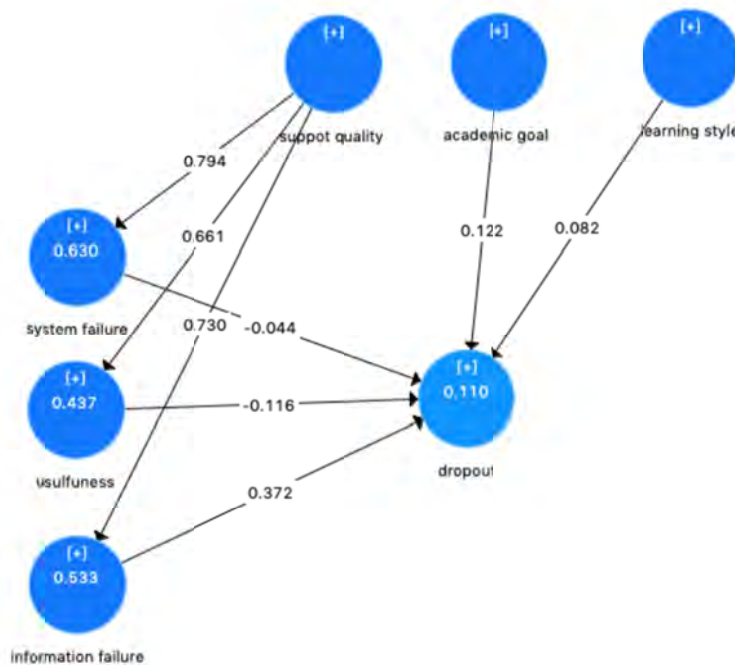 [+]
[+]
[+]
suppot quality
academic goal
learning style
0.794
[+]
0.630
0.661
0.122
0.082
system failure
0.730
-0.044
[+]
0.437
[+]
0.110
-0.116
usulfuness
dropout
0.372
[+]
0.533
information failure